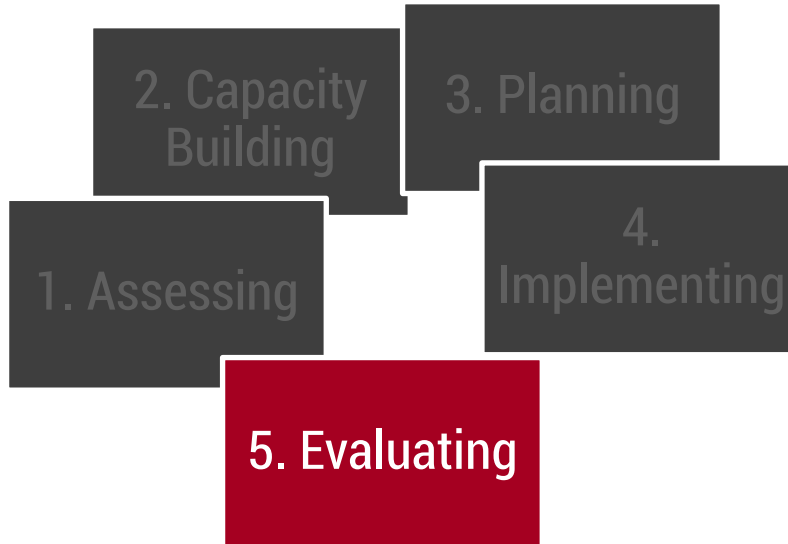 2. Capacity
Building
3. Planning
1. Assessing
4.
Implementing
5. Evaluating